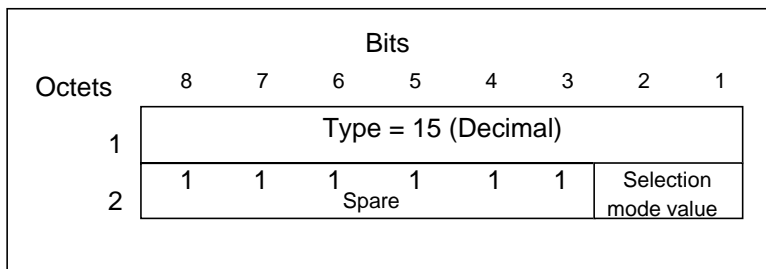 Bits
Octets 8 7 6 5 4 3 2 1
1 Type = 15 (Decimal)
2 1 1 1 1 1 1 Selection
Spare mode value